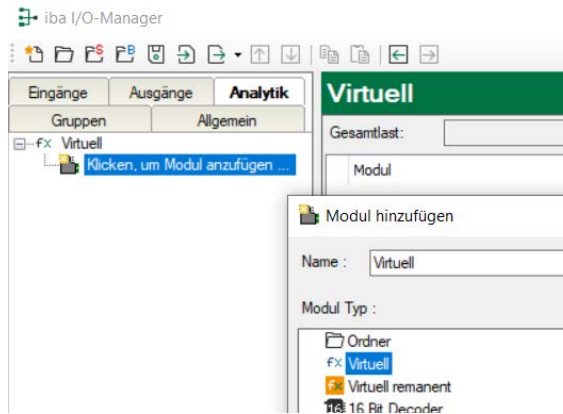 iba I/O-Manager
Eingänge Ausgänge Analytik
Gruppen Allgemein
Virtuell
Klicken, um Modul anzufügen ...
Virtuell
Gesamtlast:
Modul
Modul hinzufügen
Name : Virtuell
Modul Typ :
Ordner
Virtuell
Virtuell remanent
16 Bit Decoder